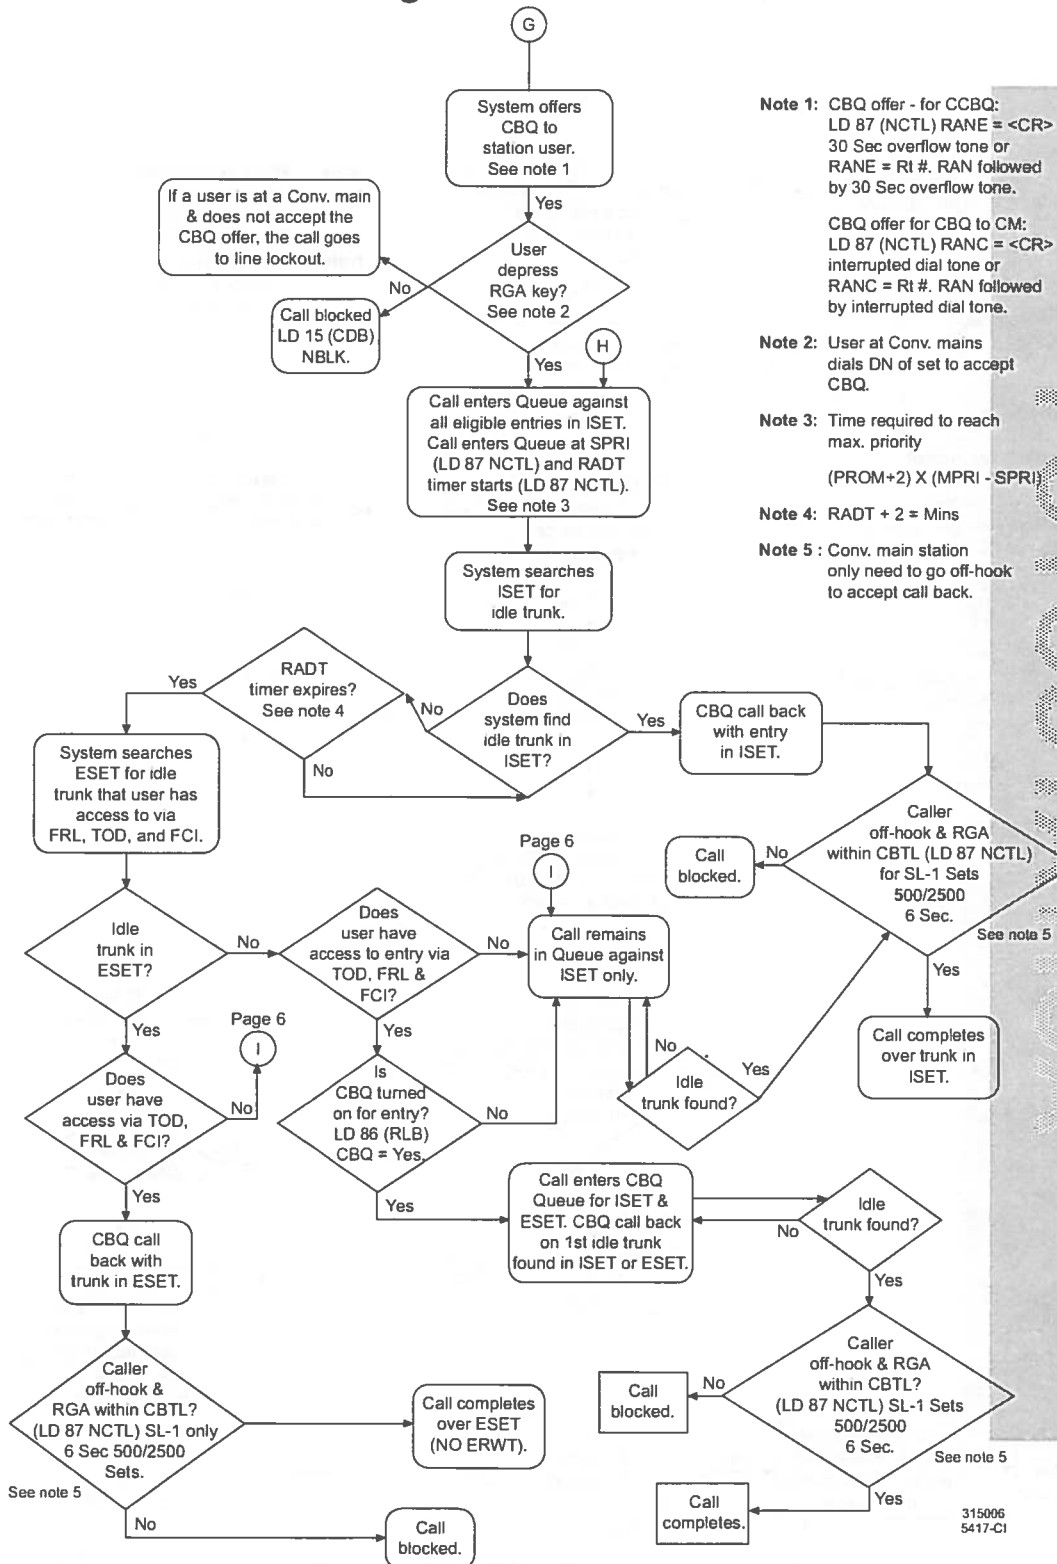 G
System offers
CBQ to
station user.
See note 1
Yes
If a user is at a Conv. main
& does not accept the
CBQ offer, the call goes
to line lockout.
User
depress
RGA key?
See note 2
No
Call blocked
LD 15 (CDB)
NBLK.
Yes
H
Call enters Queue against
all eligible entries in ISET.
Call enters Queue at SPRI
(LD 87 NCTL) and RADT
timer starts (LD 87 NCTL).
See note 3
System searches
ISET for
idle trunk.
Note 1: CBQ offer - for CCBQ:
LD 87 (NCTL) RANE = <CR>
30 Sec overflow tone or
RANE = Rt #. RAN followed
by 30 Sec overflow tone.
CBQ offer for CBQ to CM:
LD 87 (NCTL) RANC = <CR>
interrupted dial tone or
RANC = Rt #. RAN followed
by interrupted dial tone.
Note 2: User at Conv. mains
dials DN of set to accept
CBQ.
Note 3: Time required to reach
max. priority
(PROM+2) X (MPRI - SPRI)
Note 4: RADT + 2 = Mins
Note 5 : Conv. main station
only need to go off-hook
to accept call back.
Yes
RADT
timer expires?
See note 4
No
No
Does
system find
idle trunk in
ISET?
Yes
CBQ call back
with entry
in ISET.
System searches
ESET for idle
trunk that user has
access to via
FRL, TOD, and FCI.
Caller
off-hook & RGA
within CBTL (LD 87 NCTL)
for SL-1 Sets
500/2500
6 Sec.
See note 5
No
Call
blocked.
Yes
Call completes
over trunk in
ISET.
Page 6
I
Idle
trunk in
ESET?
No
Does
user have
access to entry via
TOD, FRL &
FCI?
No
Call remains
in Queue against
ISET only.
Yes
Page 6
I
Yes
No
Idle
trunk found?
Yes
Does
user have
access via TOD,
FRL & FCI?
No
Is
CBQ turned
on for entry?
LD 86 (RLB)
CBQ = Yes.
No
Yes
Yes
Call enters CBQ
Queue for ISET &
ESET. CBQ call back
on 1st idle trunk
found in ISET or ESET.
Idle
trunk found?
No
Yes
CBQ call
back with
trunk in ESET.
Caller
off-hook &
RGA within CBTL?
(LD 87 NCTL) SL-1 only
6 Sec 500/2500
Sets.
See note 5
Call completes
over ESET
(NO ERWT).
No
Call
blocked.
Caller
off-hook & RGA
within CBTL?
(LD 87 NCTL) SL-1 Sets
500/2500
6 Sec.
See note 5
No
Call
blocked.
Yes
Call
completes.
315006
5417-CI